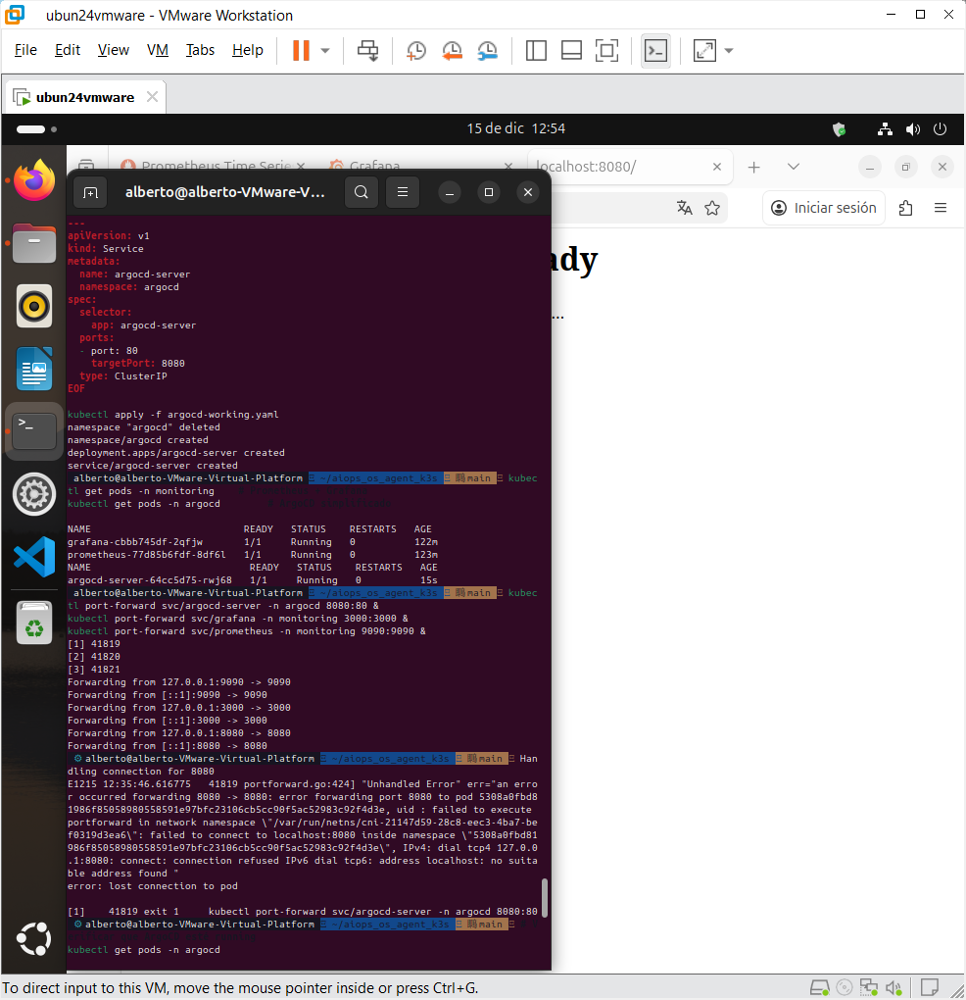 ubun24vmware - VMware Workstation
File Edit View VM Tabs Help
ubun24vmware
15 de dic 12:54
Prometheus Time Serie
Grafana
localhost:8080/
alberto@alberto-VMware-V...
Iniciar sesión
ady
...
---
apiVersion: v1
kind: Service
metadata:
  name: argocd-server
  namespace: argocd
spec:
  selector:
    app: argocd-server
  ports:
  - port: 80
    targetPort: 8080
  type: ClusterIP
EOF
kubectl apply -f argocd-working.yaml
namespace "argocd" deleted
namespace/argocd created
deployment.apps/argocd-server created
service/argocd-server created
alberto@alberto-VMware-Virtual-Platform ~/aiops_os_agent_k3s main kubec
tl get pods -n monitoring
kubectl get pods -n argocd
NAME READY STATUS RESTARTS AGE
grafana-cbbb745df-2qfjw 1/1 Running 0 122m
prometheus-77d85b6fdf-8df6l 1/1 Running 0 123m
NAME READY STATUS RESTARTS AGE
argocd-server-64cc5d75-rwj68 1/1 Running 0 15s
alberto@alberto-VMware-Virtual-Platform ~/aiops_os_agent_k3s main kubec
tl port-forward svc/argocd-server -n argocd 8080:80 &
kubectl port-forward svc/grafana -n monitoring 3000:3000 &
kubectl port-forward svc/prometheus -n monitoring 9090:9090 &
[1] 41819
[2] 41820
[3] 41821
Forwarding from 127.0.0.1:9090 -> 9090
Forwarding from [::1]:9090 -> 9090
Forwarding from 127.0.0.1:3000 -> 3000
Forwarding from [::1]:3000 -> 3000
Forwarding from 127.0.0.1:8080 -> 8080
Forwarding from [::1]:8080 -> 8080
alberto@alberto-VMware-Virtual-Platform ~/aiops_os_agent_k3s main Han
dling connection for 8080
E1215 12:35:46.616775 41819 portforward.go:424] "Unhandled Error" err="an erro
r occurred forwarding 8080 -> 8080: error forwarding port 8080 to pod 5308a0fbd8
1986f85058980558591e97bfc23106cb5cc90f5ac52983c92f4d3e, uid : failed to execute
portforward in network namespace \"/var/run/netns/cni-21147d59-28c8-eec3-4ba7-be
f0319d3ea6\": failed to connect to localhost:8080 inside namespace \"5308a0fbd81
986f85058980558591e97bfc23106cb5cc90f5ac52983c92f4d3e\", IPv4: dial tcp4 127.0.0
.1:8080: connect: connection refused IPv6 dial tcp6: address localhost: no suita
ble address found "
error: lost connection to pod
[1] 41819 exit 1 kubectl port-forward svc/argocd-server -n argocd 8080:80
alberto@alberto-VMware-Virtual-Platform ~/aiops_os_agent_k3s main
kubectl get pods -n argocd
To direct input to this VM, move the mouse pointer inside or press Ctrl+G.